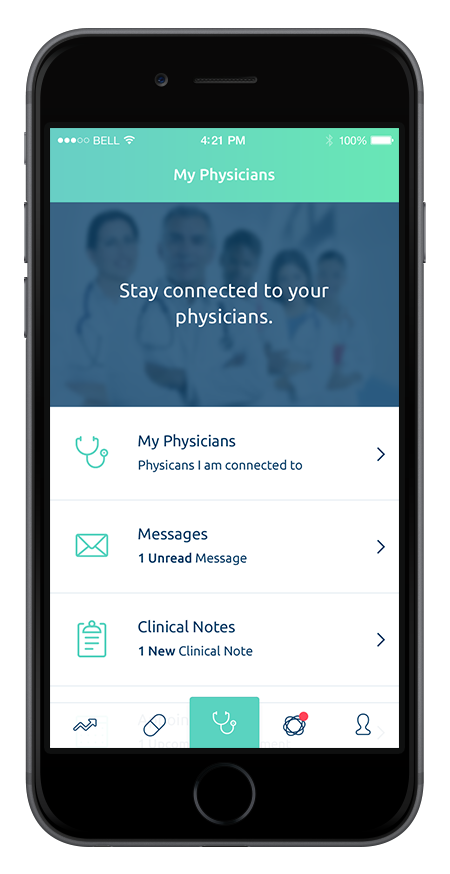 BELL 4:21 PM 100%
My Physicians
Stay connected to your
physicians.
My Physicians
Physicans I am connected to
Messages
1 Unread Message
Clinical Notes
1 New Clinical Note